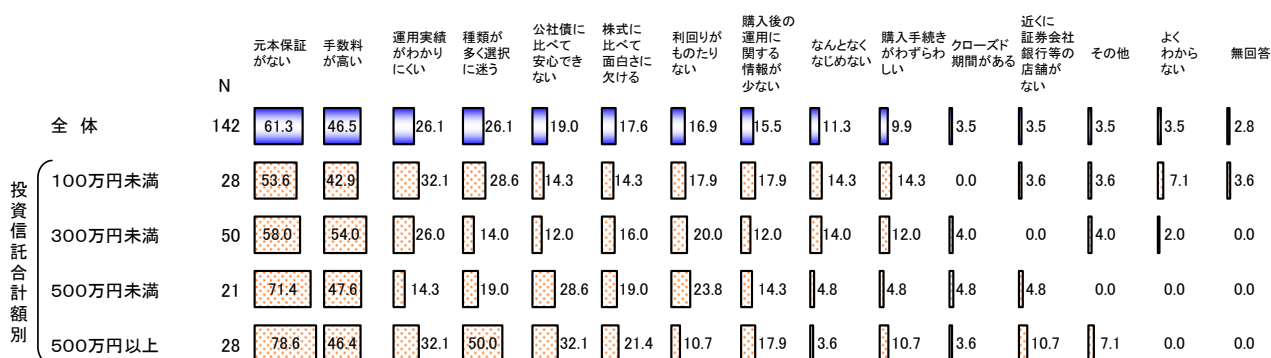 元本保証
がない
手数料
が高い
運用実績
がわかり
にくい
種類が
多く選択
に迷う
公社債に
比べて
安心でき
ない
株式に
比べて
面白さに
欠ける
利回りが
ものたり
ない
購入後の
運用に
関する
情報が
少ない
なんとなく
なじめない
購入手続き
がわずらわ
しい
クローズド
期間がある
近くに
証券会社
銀行等の
店舗が
ない
その他
よく
わから
ない
無回答
N
全 体 142 61.3 46.5 26.1 26.1 19.0 17.6 16.9 15.5 11.3 9.9 3.5 3.5 3.5 3.5 2.8
投資信託合計額別
100万円未満 28 53.6 42.9 32.1 28.6 14.3 14.3 17.9 17.9 14.3 14.3 0.0 3.6 3.6 7.1 3.6
300万円未満 50 58.0 54.0 26.0 14.0 12.0 16.0 20.0 12.0 14.0 12.0 4.0 0.0 4.0 2.0 0.0
500万円未満 21 71.4 47.6 14.3 19.0 28.6 19.0 23.8 14.3 4.8 4.8 4.8 4.8 0.0 0.0 0.0
500万円以上 28 78.6 46.4 32.1 50.0 32.1 21.4 10.7 17.9 3.6 10.7 3.6 10.7 7.1 0.0 0.0